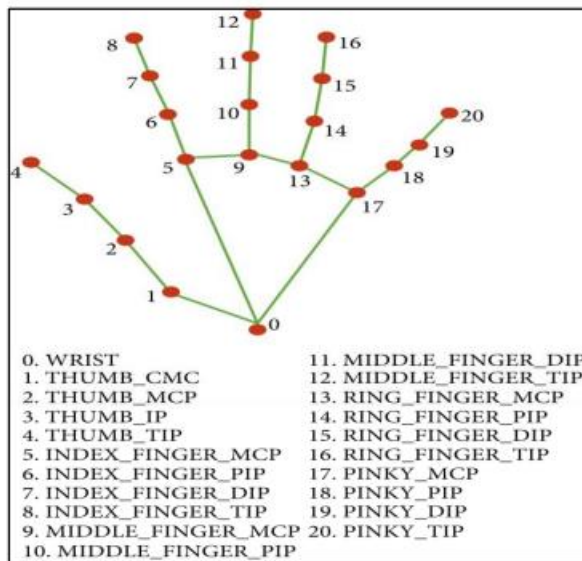 12
8
16
11
7
15
10
6
14
20
19
4
5
9
13
18
3
17
2
1
0
0. WRIST
1. THUMB_CMC
2. THUMB_MCP
3. THUMB_IP
4. THUMB_TIP
5. INDEX_FINGER_MCP
6. INDEX_FINGER_PIP
7. INDEX_FINGER_DIP
8. INDEX_FINGER_TIP
9. MIDDLE_FINGER_MCP
10. MIDDLE_FINGER_PIP
11. MIDDLE_FINGER_DIP
12. MIDDLE_FINGER_TIP
13. RING_FINGER_MCP
14. RING_FINGER_PIP
15. RING_FINGER_DIP
16. RING_FINGER_TIP
17. PINKY_MCP
18. PINKY_PIP
19. PINKY_DIP
20. PINKY_TIP